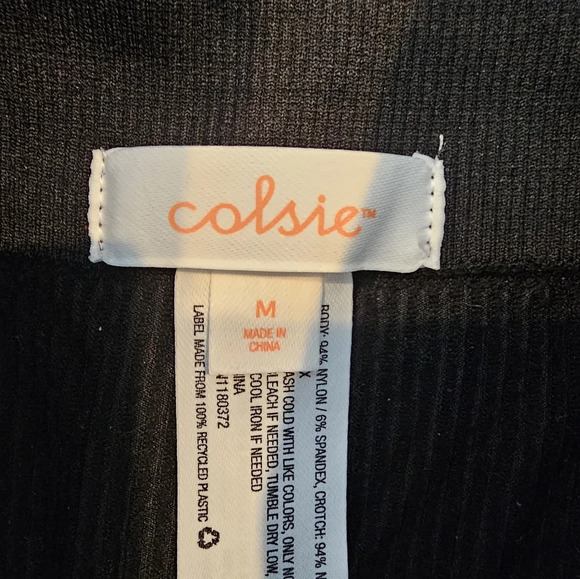 colsie™
M
MADE IN
CHINA
BODY: 94% NYLON / 6% SPANDEX, CROTCH: 94% N
X
ASH COLD WITH LIKE COLORS, ONLY NO
LEACH IF NEEDED, TUMBLE DRY LOW,
COOL IRON IF NEEDED
INA
N1180372
LABEL MADE FROM 100% RECYCLED PLASTIC